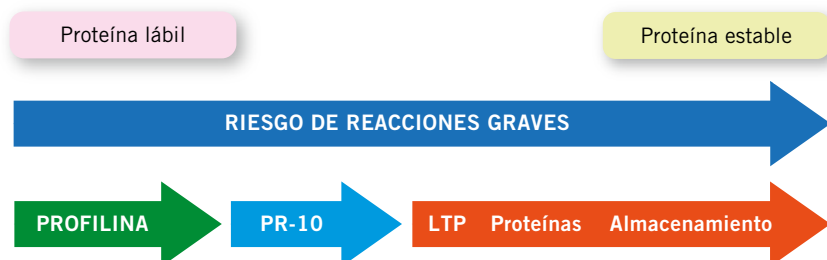 Proteína lábil
Proteína estable
RIESGO DE REACCIONES GRAVES
PROFILINA
PR-10
LTP Proteínas Almacenamiento